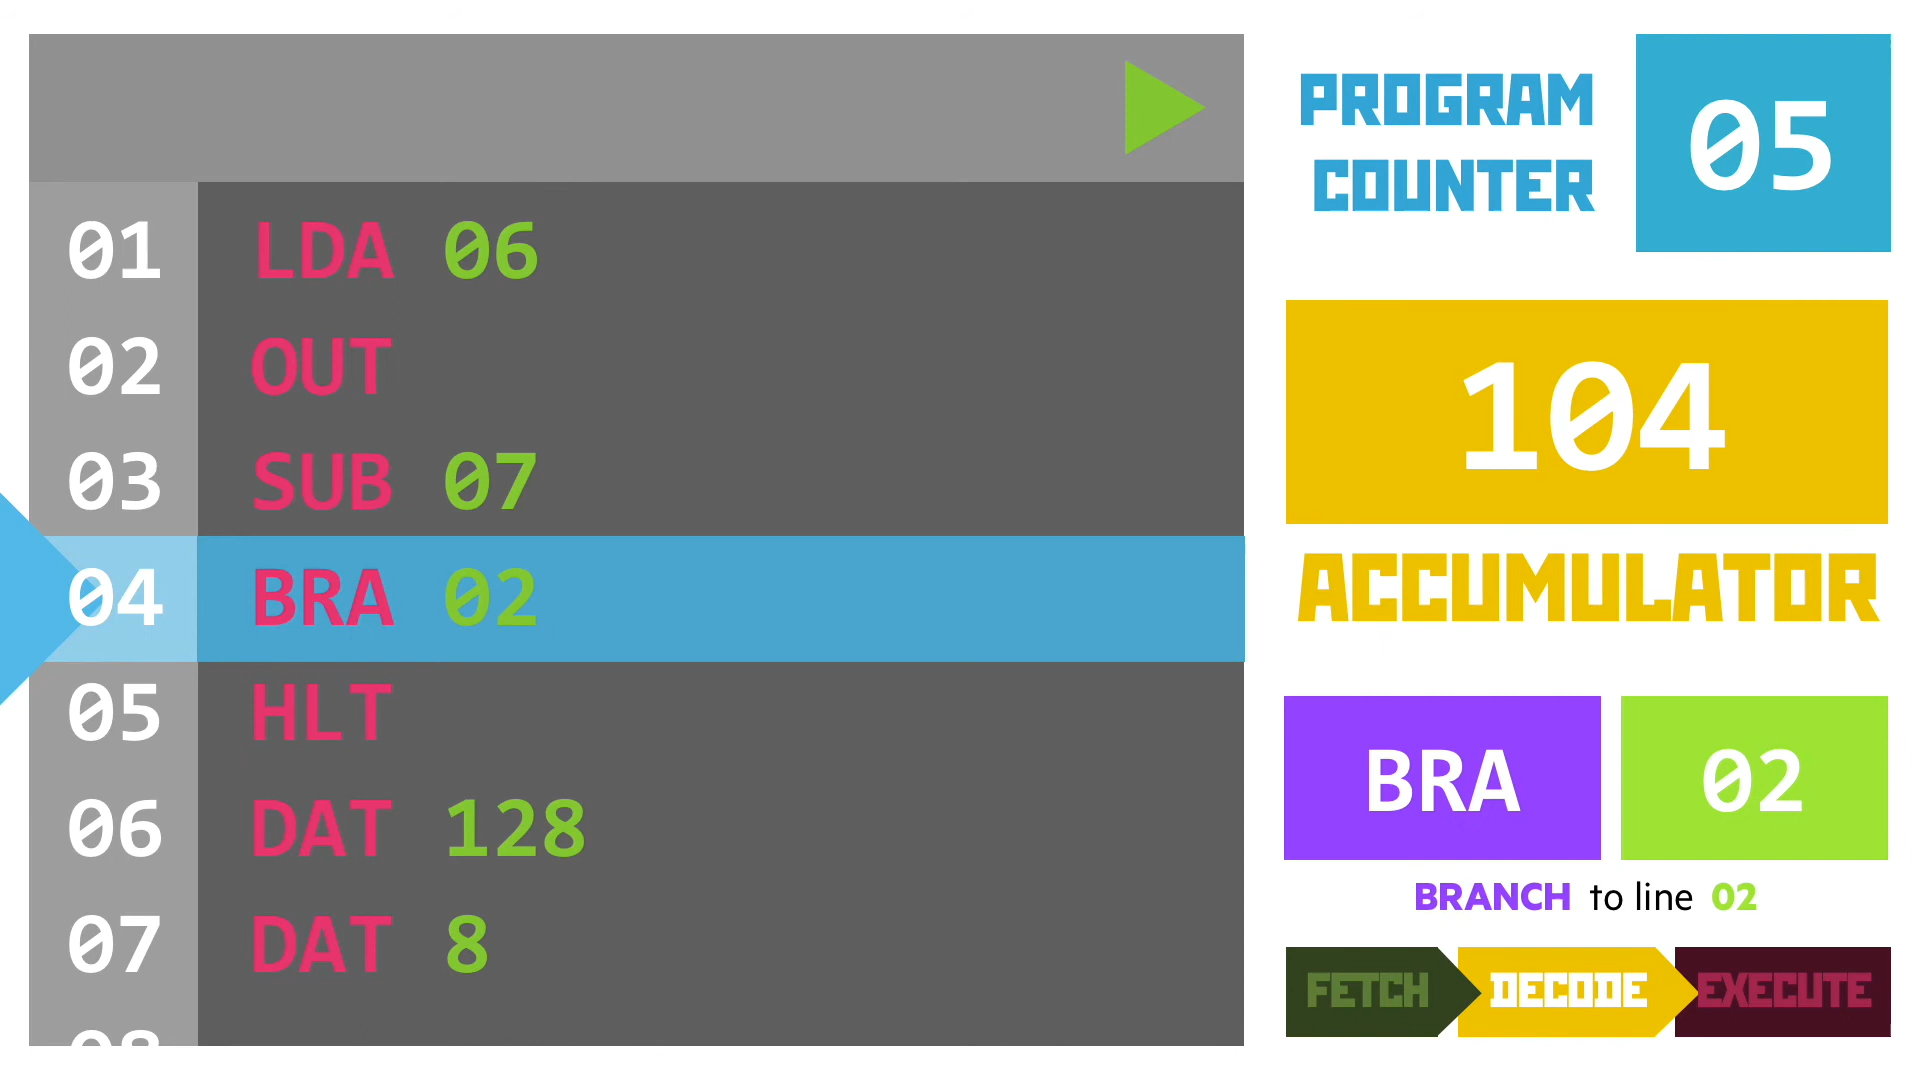 01 LDA 06
02 OUT
03 SUB 07
04 BRA 02
05 HLT
06 DAT 128
07 DAT 8
08
PROGRAM
COUNTER
05
104
ACCUMULATOR
BRA 02
BRANCH to line 02
FETCH DECODE EXECUTE